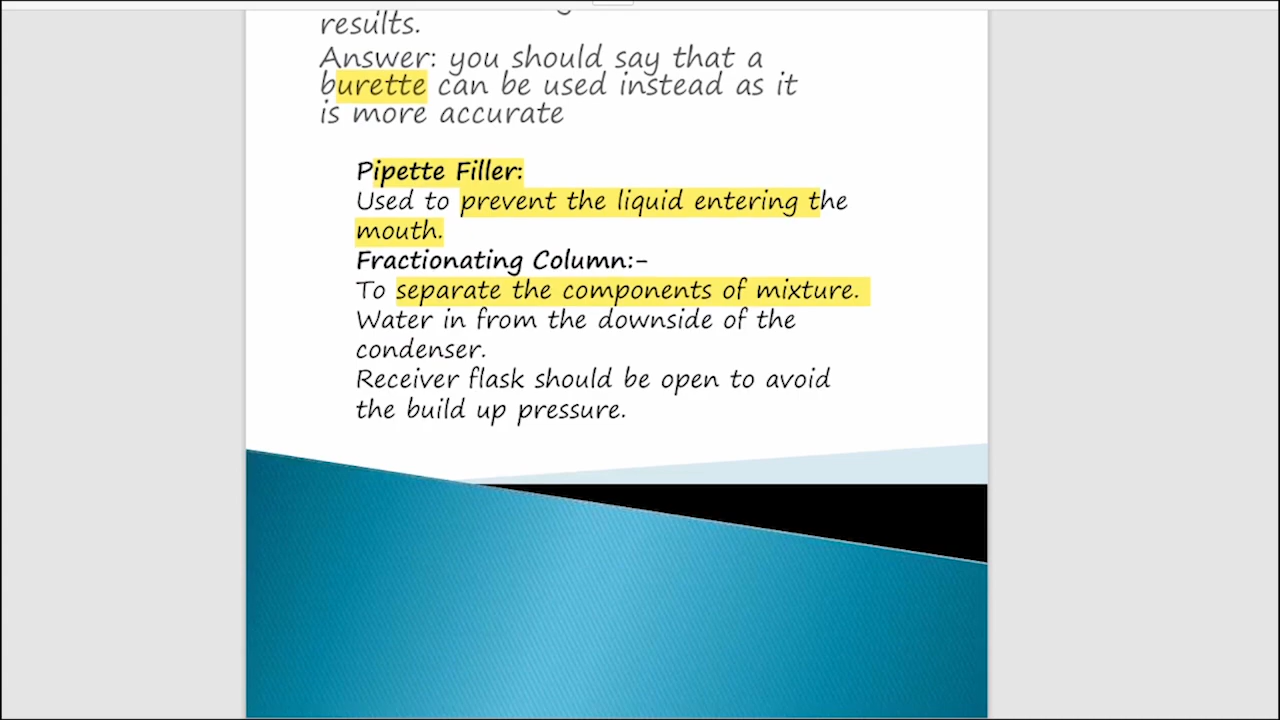 results.
Answer: you should say that a
burette can be used instead as it
is more accurate
Pipette Filler:
Used to prevent the liquid entering the
mouth.
Fractionating Column:-
To separate the components of mixture.
Water in from the downside of the
condenser.
Receiver flask should be open to avoid
the build up pressure.